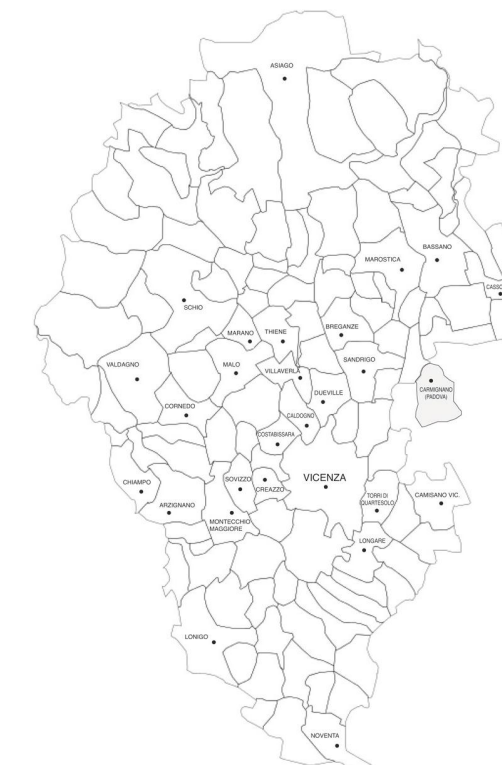 ASIAGO
BASSANO
MAROSTICA
CASSO
SCHIO
BREGANZE
MARANO
THIENE
SANDRIGO
VALDAGNO
MALO
VILLAVERLA
CARMIGNANO
(PADOVA)
DUEVILLE
CORNEDO
CALDOGNO
COSTABISSARA
VICENZA
CHIAMPO
SOVIZZO
CREAZZO
TORRI DI
QUARTESOLO
CAMISANO VIC.
ARZIGNANO
MONTECCHIO
MAGGIORE
LONGARE
LONIGO
NOVENTA